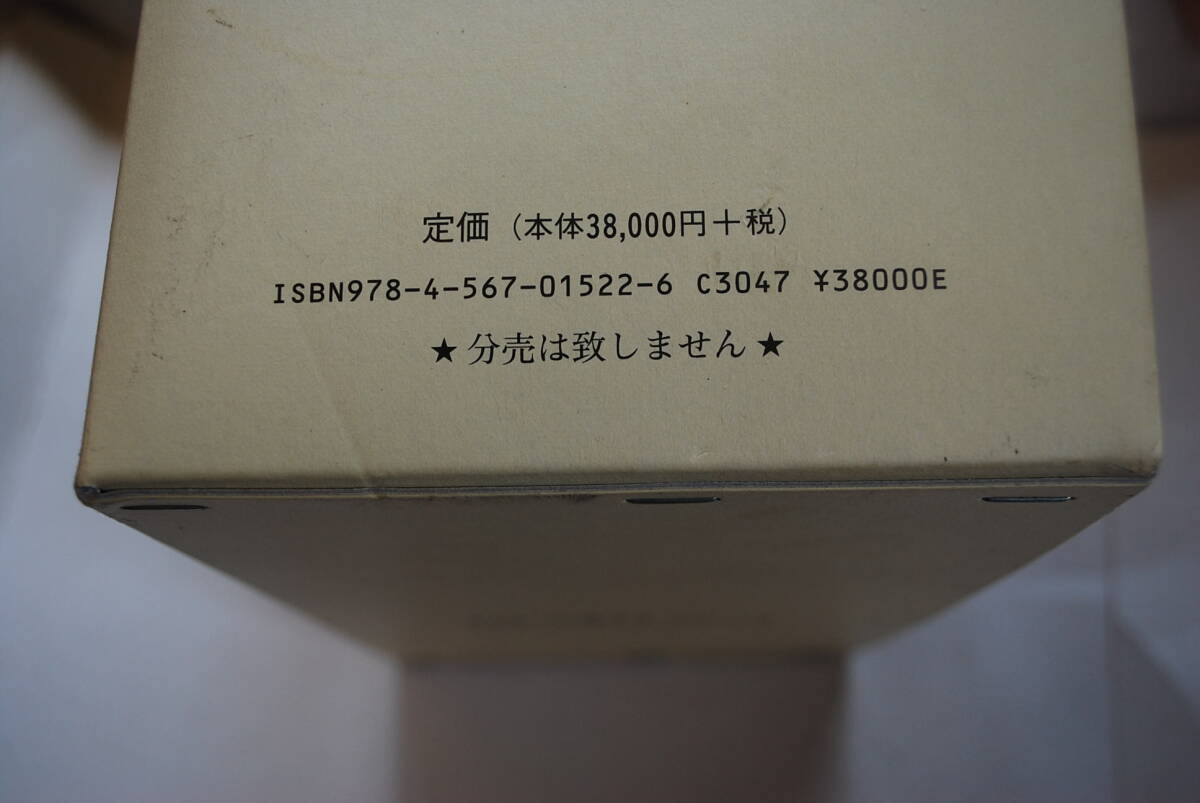 定価（本体38,000円＋税）
ISBN978-4-567-01522-6 C3047 ¥38000E
★分売は致しません★